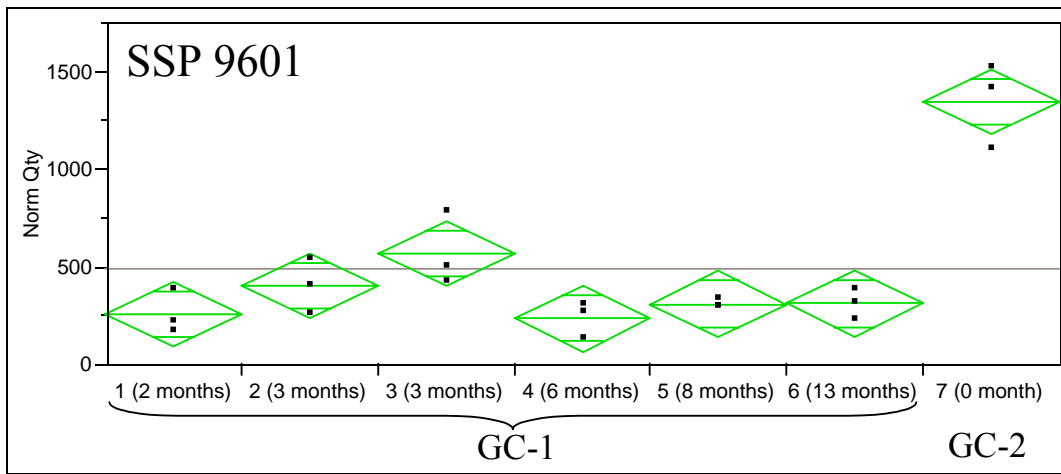 SSP 9601
1500
1000
500
0
Norm Qty
1 (2 months) 2 (3 months) 3 (3 months) 4 (6 months) 5 (8 months) 6 (13 months) 7 (0 month)
GC-1 GC-2